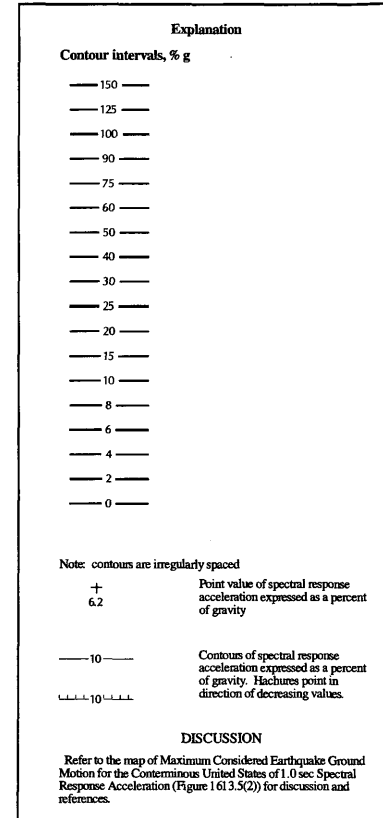 Explanation
Contour intervals, % g
150
125
100
90
75
60
50
40
30
25
20
15
10
8
6
4
2
0
Note: contours are irregularly spaced
+
6.2
Point value of spectral response
acceleration expressed as a percent
of gravity
10
10
Contours of spectral response
acceleration expressed as a percent
of gravity. Hachures point in
direction of decreasing values.
DISCUSSION
Refer to the map of Maximum Considered Earthquake Ground
Motion for the Conterminous United States of 1.0 sec Spectral
Response Acceleration (Figure 1613.5(2)) for discussion and
references.